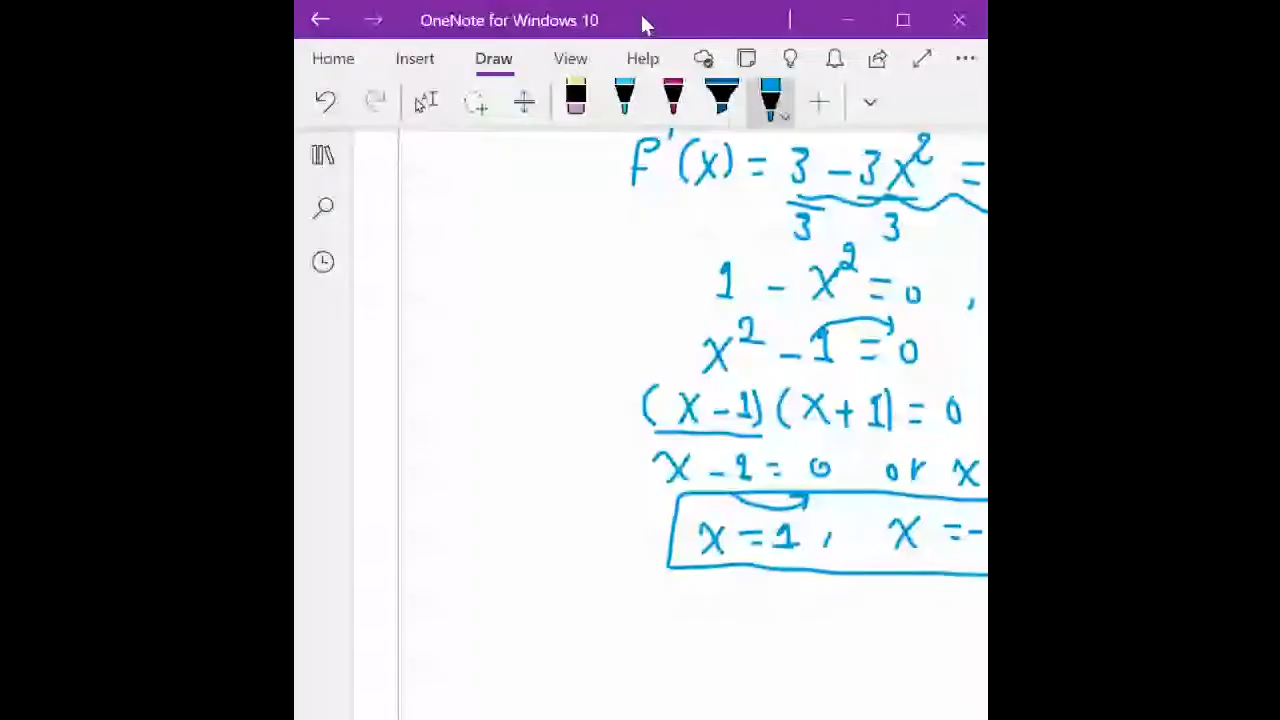 OneNote for Windows 10
Home Insert Draw View Help
f'(x) = 3 - 3x² =
3 3
1 - x² = 0 ,
x² - 1 = 0
(x - 1) (x + 1) = 0
x - 1 = 0 or x
x = 1 , x = -